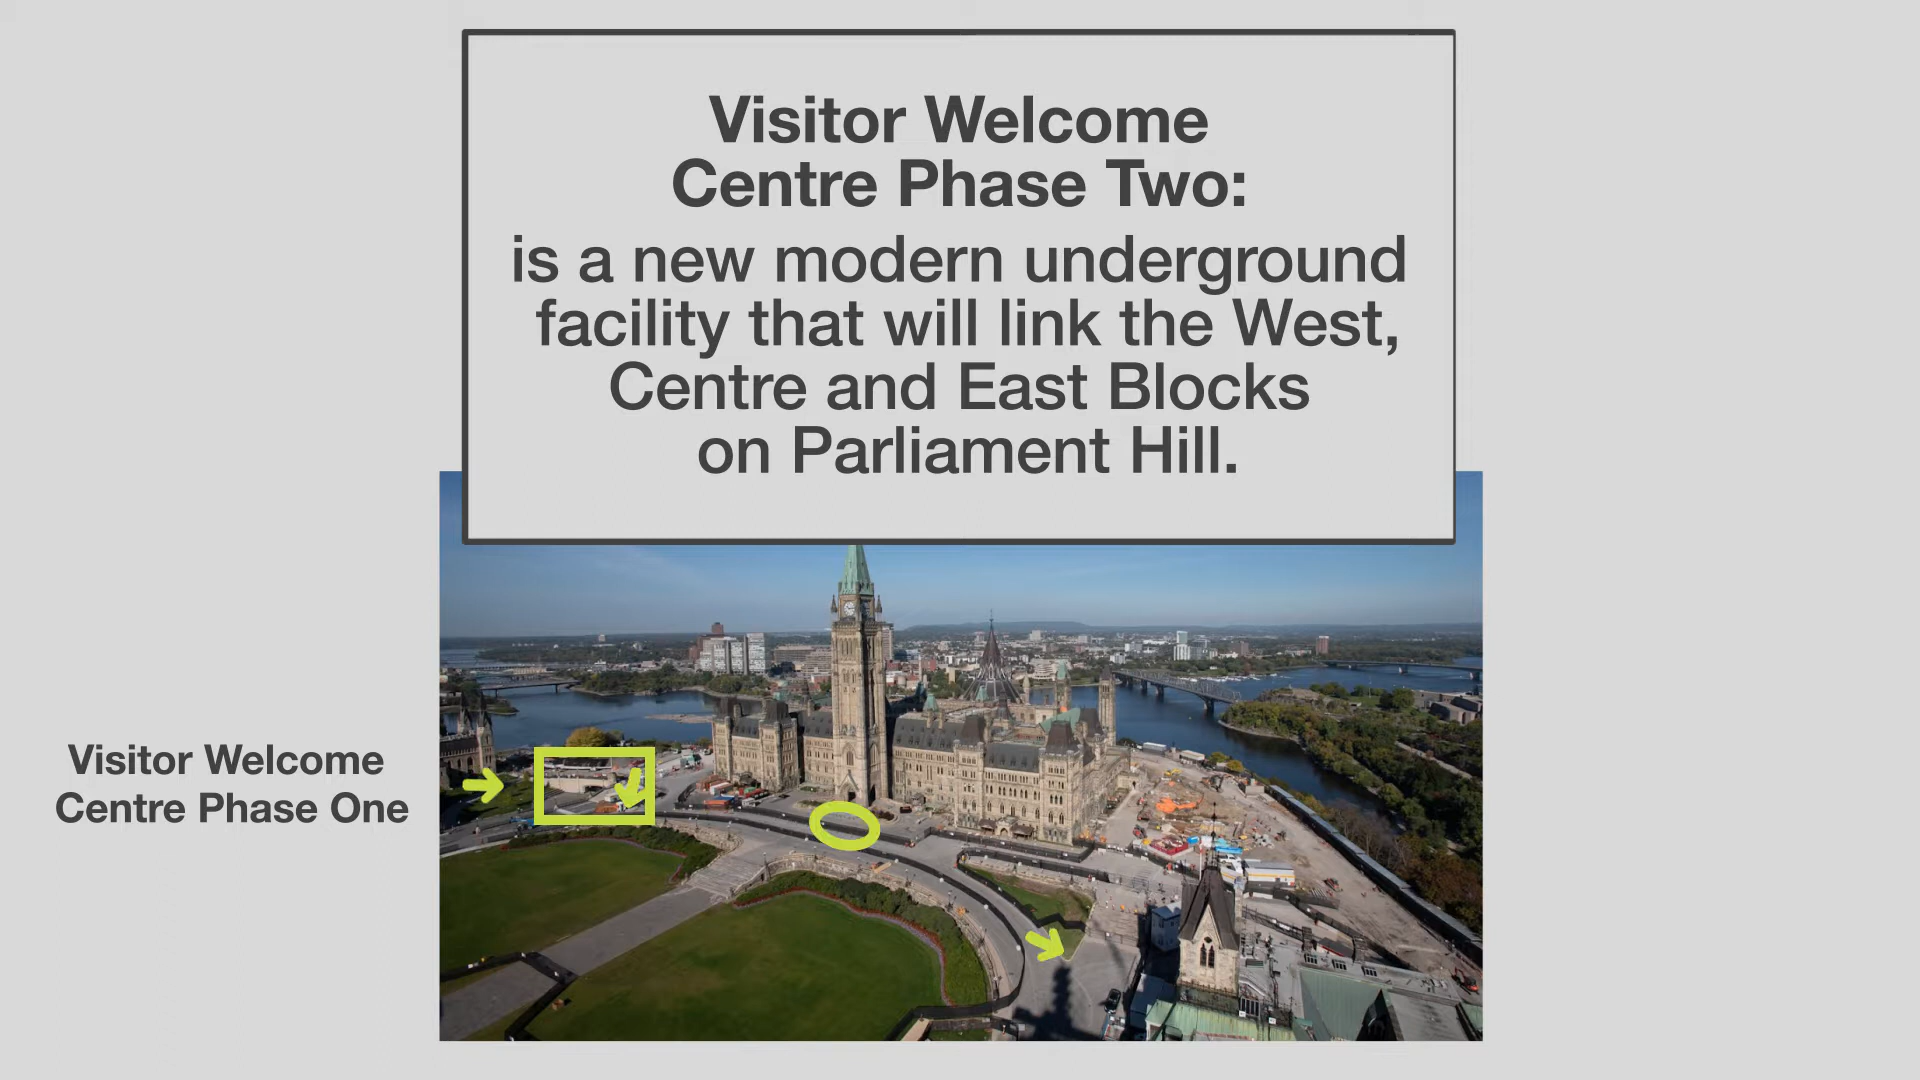 Visitor Welcome
Centre Phase Two:
is a new modern underground
facility that will link the West,
Centre and East Blocks
on Parliament Hill.
Visitor Welcome
Centre Phase One